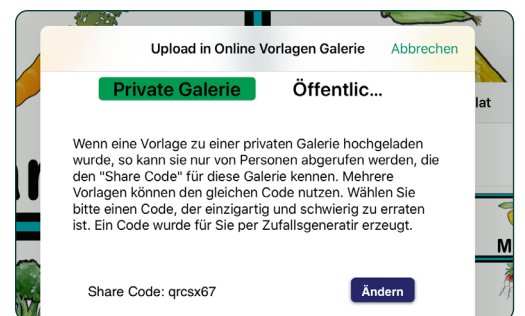 Upload in Online Vorlagen Galerie
Abbrechen
Private Galerie
Öffentlic...
lat
Wenn eine Vorlage zu einer privaten Galerie hochgeladen
wurde, so kann sie nur von Personen abgerufen werden, die
den "Share Code" für diese Galerie kennen. Mehrere
Vorlagen können den gleichen Code nutzen. Wählen Sie
bitte einen Code, der einzigartig und schwierig zu erraten
ist. Ein Code wurde für Sie per Zufallsgeneratir erzeugt.
M
Share Code: qrcsx67
Ändern